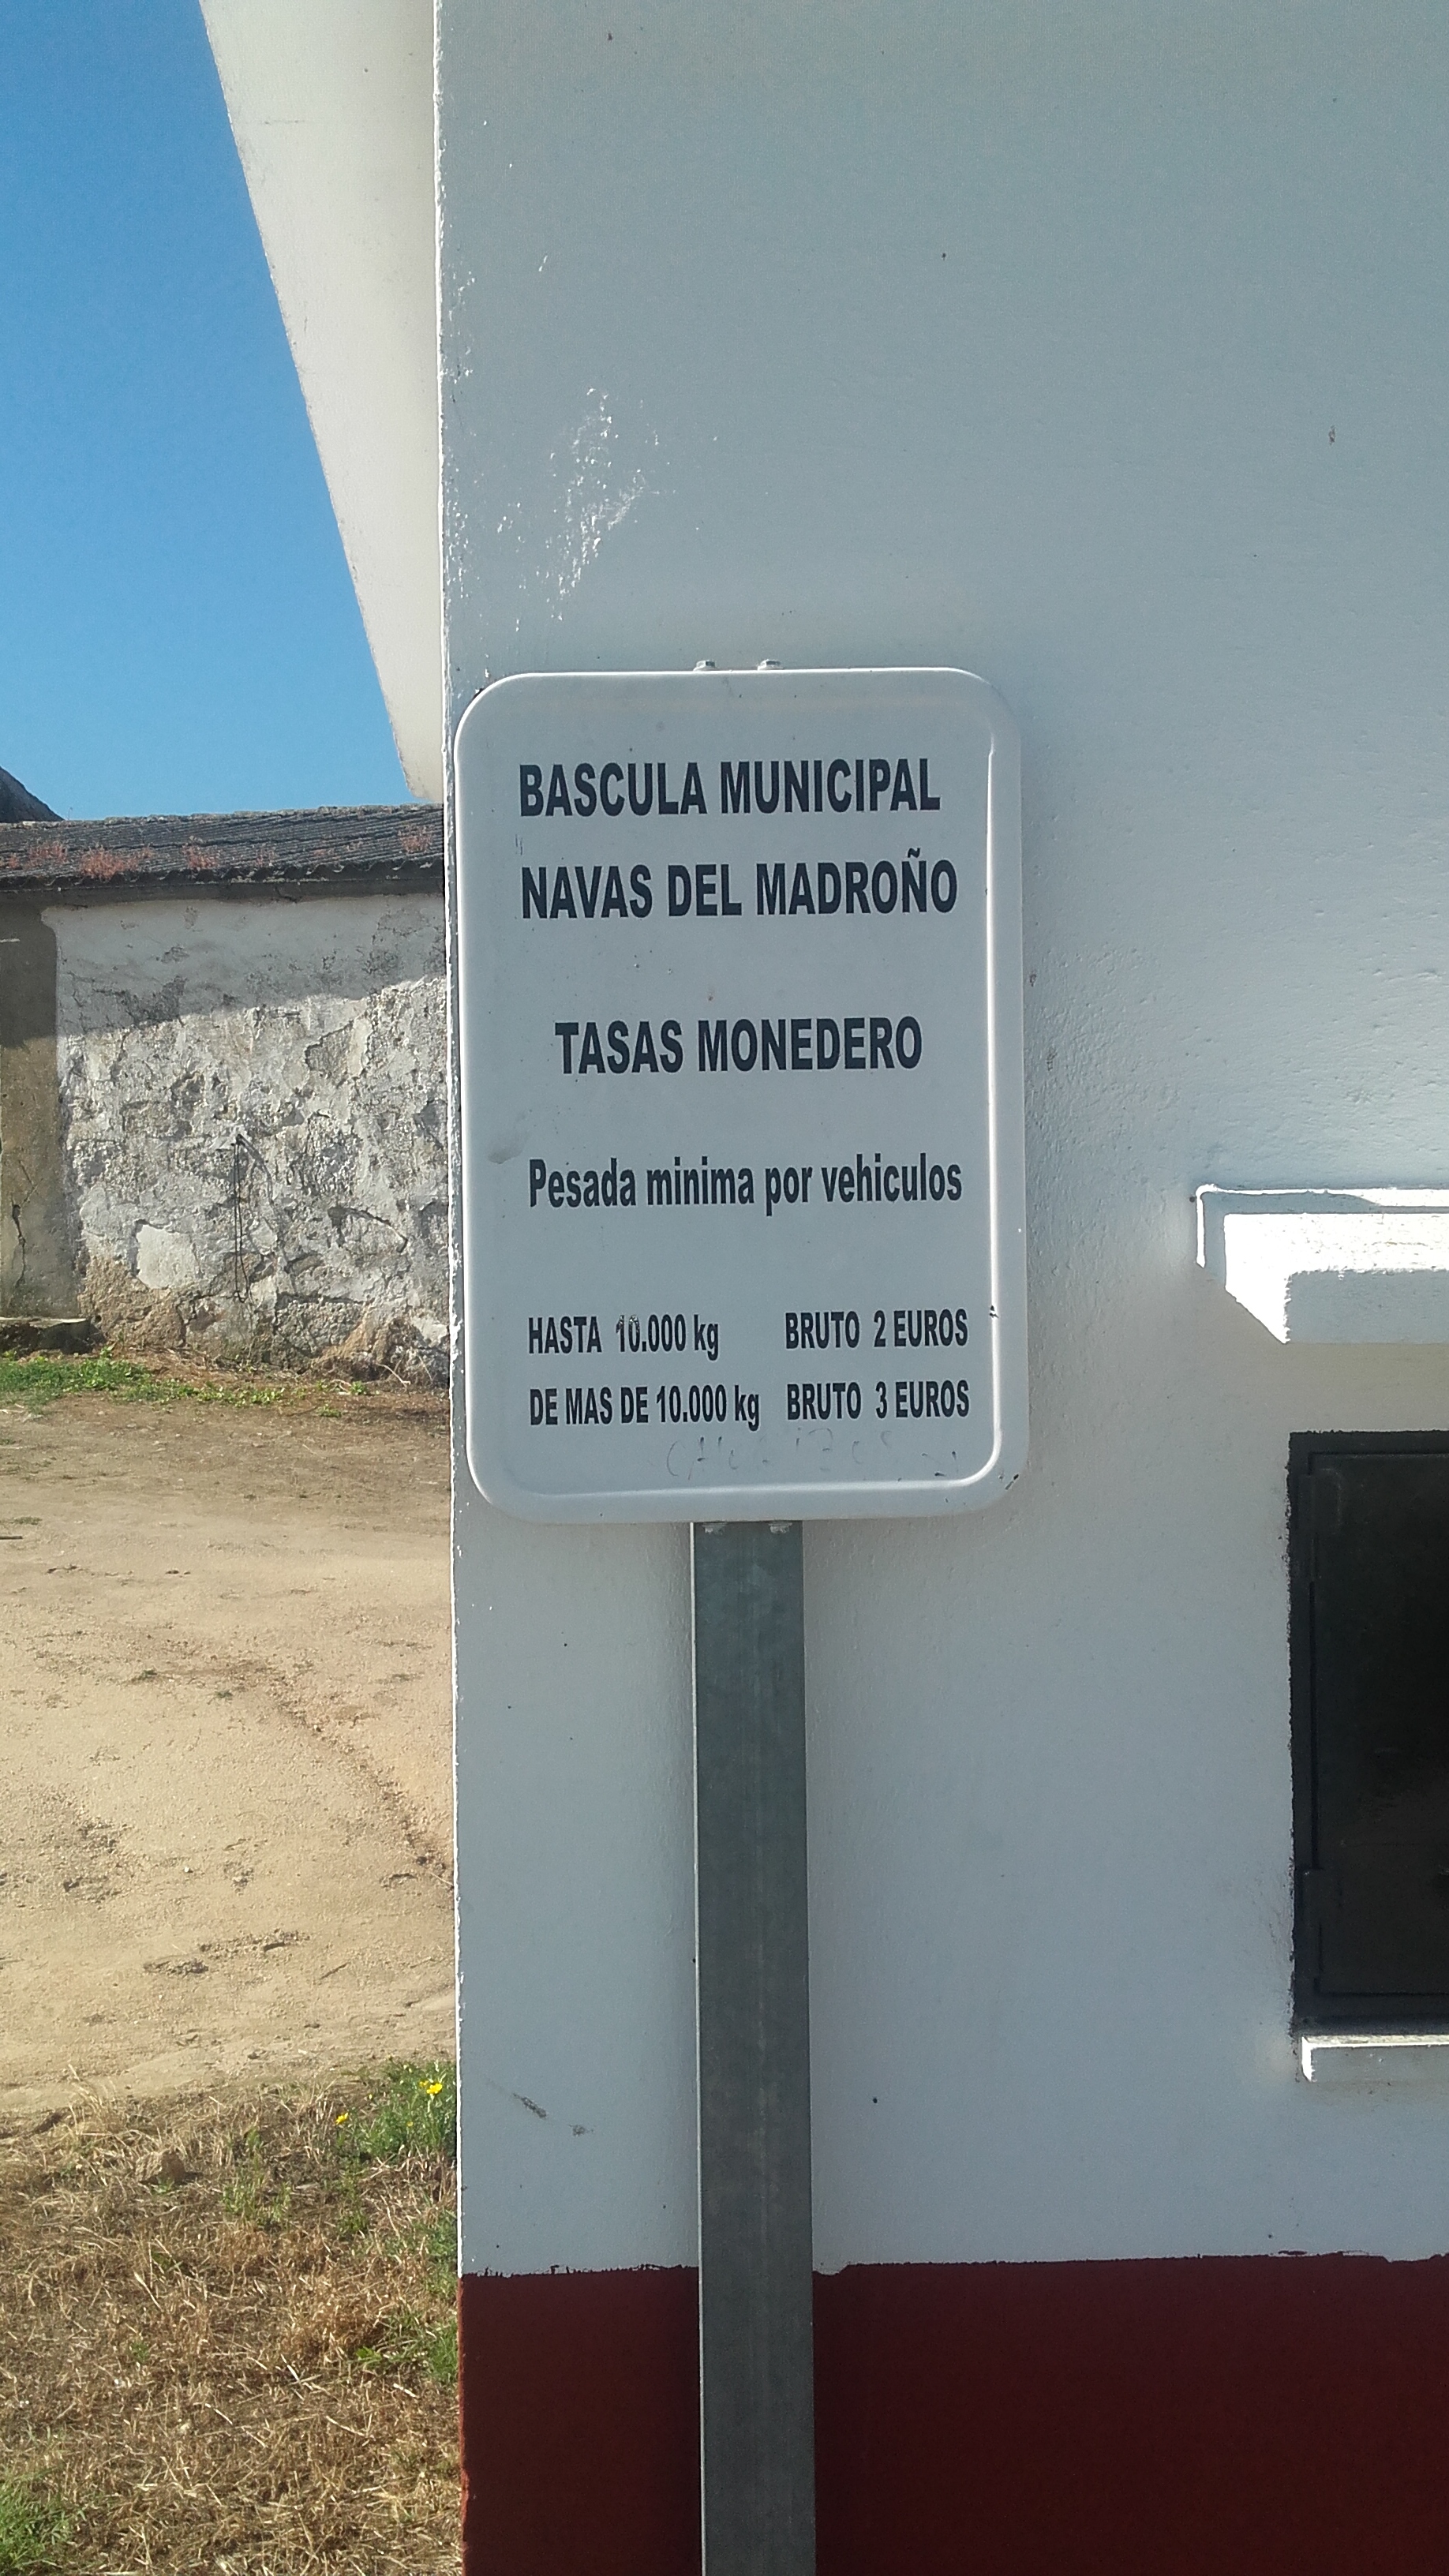 BASCULA MUNICIPAL
NAVAS DEL MADROÑO
TASAS MONEDERO
Pesada minima por vehiculos
HASTA 10.000 kg BRUTO 2 EUROS
DE MAS DE 10.000 kg BRUTO 3 EUROS